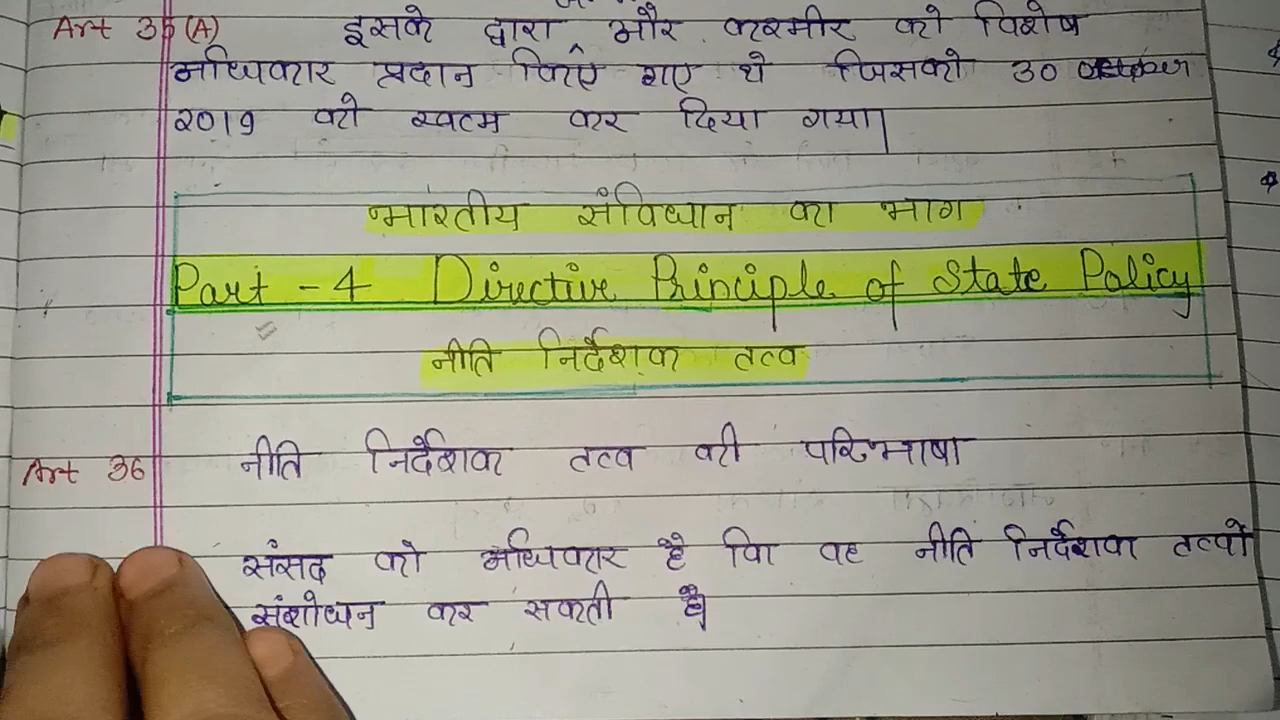 Art 35 (A) इसके द्वारा और कश्मीर को विशेष
अधिकार प्रदान किए गए थे जिसको 30 October
2019 को खत्म कर दिया गया।
भारतीय संविधान का भाग
Part - 4 Directive Principle of State Policy
नीति निर्देशक तत्व
Art 36 नीति निर्देशक तत्व की परिभाषा
संसद को अधिकार है कि वह नीति निर्देशक तत्वों
संशोधन कर सकती है।